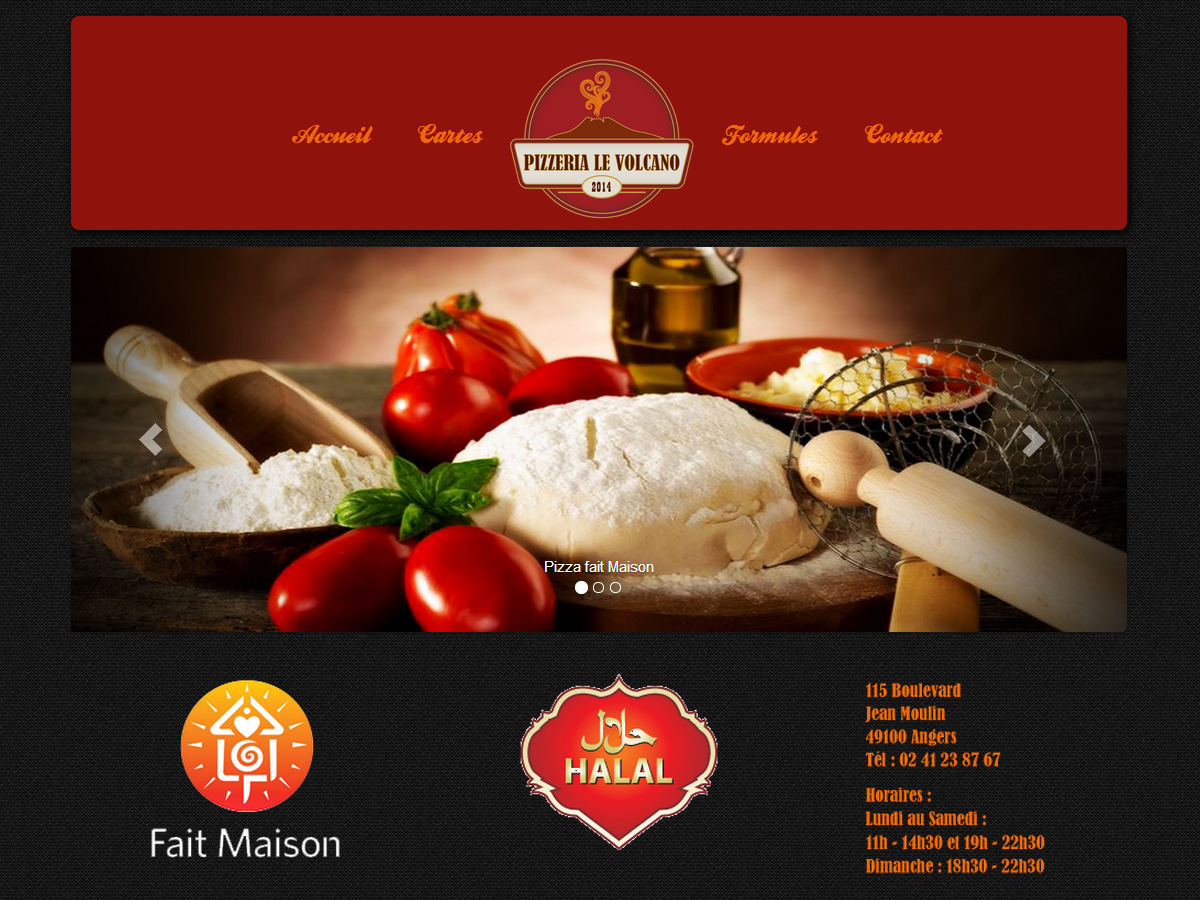 Accueil
Cartes
PIZZERIA LE VOLCANO
2014
Formules
Contact
Pizza fait Maison
Fait Maison
حلال
HALAL
115 Boulevard
Jean Moulin
49100 Angers
Tél : 02 41 23 87 67
Horaires :
Lundi au Samedi :
11h - 14h30 et 19h - 22h30
Dimanche : 18h30 - 22h30